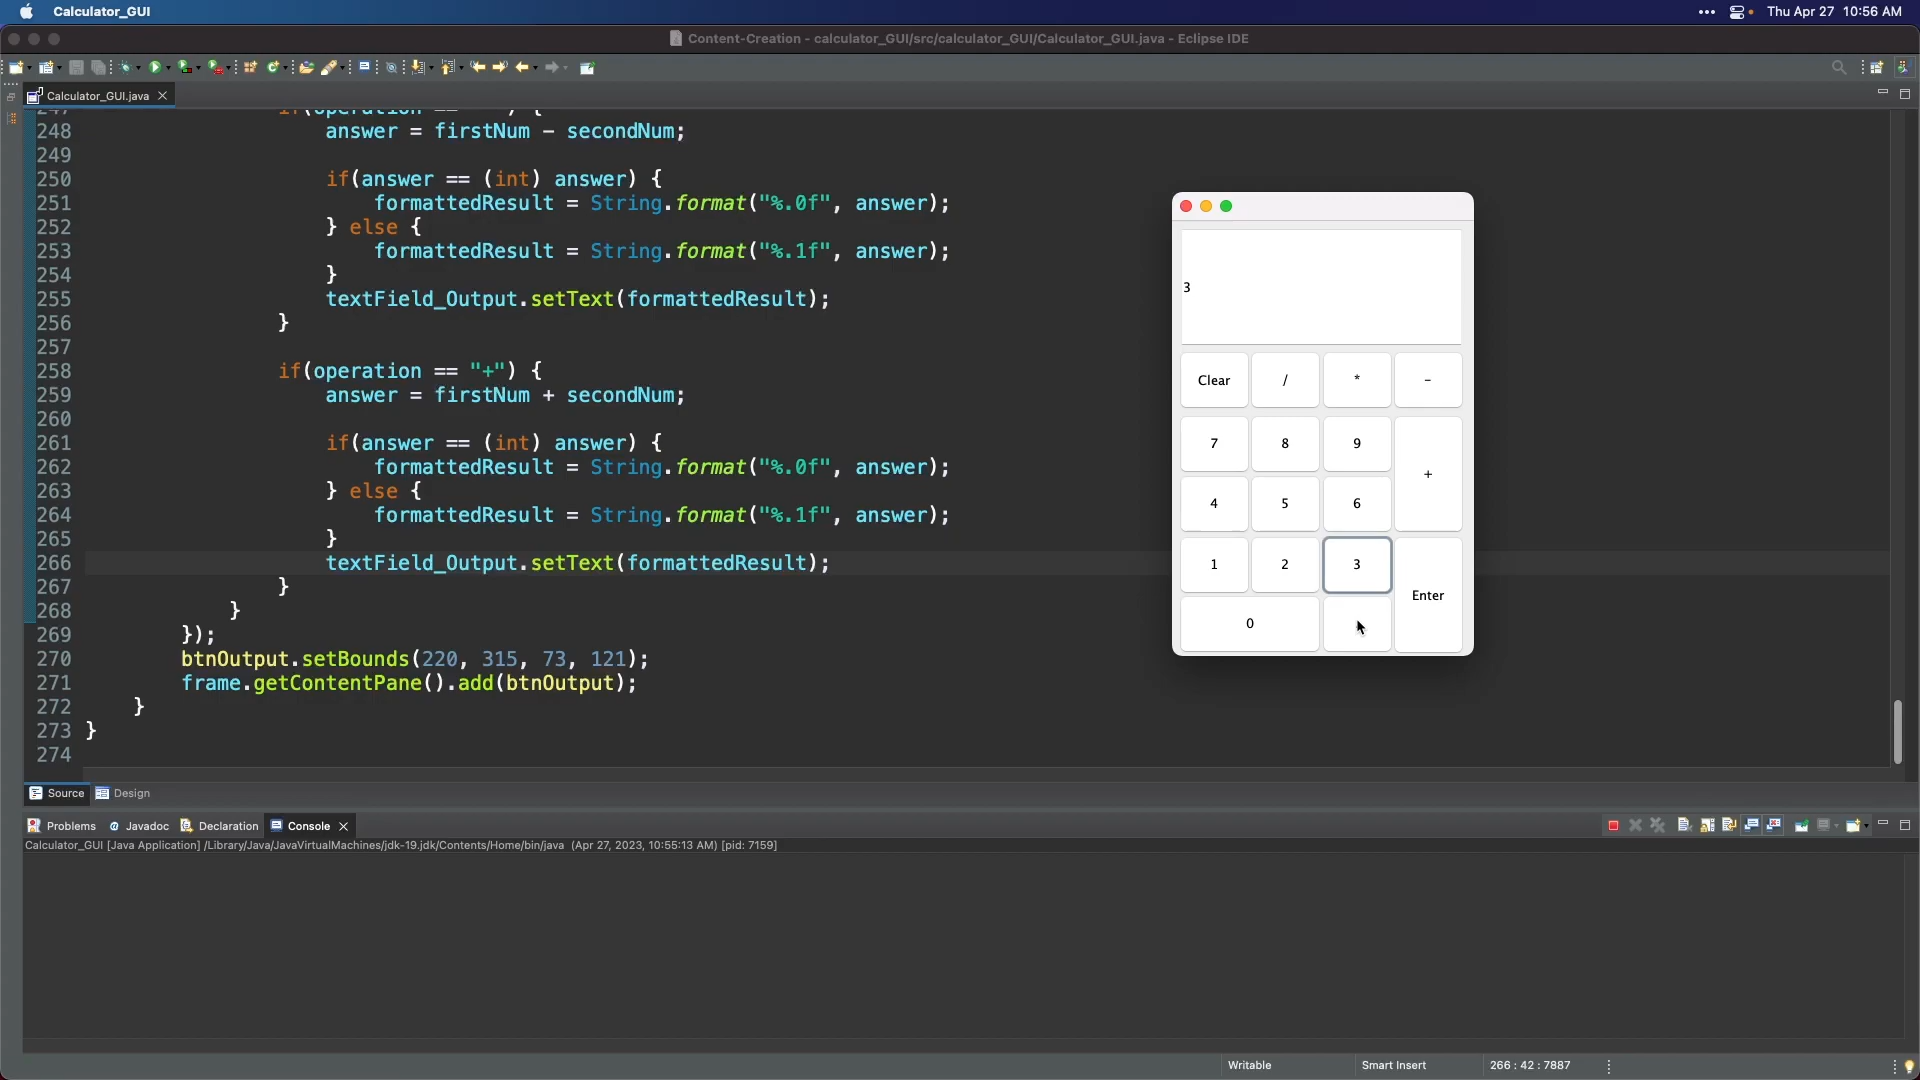 Calculator_GUI
Thu Apr 27 10:56 AM
Content-Creation - calculator_GUI/src/calculator_GUI/Calculator_GUI.java - Eclipse IDE
Calculator_GUI.java
248 answer = firstNum - secondNum;
249
250 if(answer == (int) answer) {
251 formattedResult = String.format("%.0f", answer);
252 } else {
253 formattedResult = String.format("%.1f", answer);
254 }
255 textField_Output.setText(formattedResult);
256 }
257
258 if(operation == "+") {
259 answer = firstNum + secondNum;
260
261 if(answer == (int) answer) {
262 formattedResult = String.format("%.0f", answer);
263 } else {
264 formattedResult = String.format("%.1f", answer);
265 }
266 textField_Output.setText(formattedResult);
267 }
268 }
269 });
270 btnOutput.setBounds(220, 315, 73, 121);
271 frame.getContentPane().add(btnOutput);
272 }
273 }
274
3
Clear / * -
7 8 9 +
4 5 6
1 2 3 Enter
0
Source Design
Problems Javadoc Declaration Console
Calculator_GUI [Java Application] /Library/Java/JavaVirtualMachines/jdk-19.jdk/Contents/Home/bin/java (Apr 27, 2023, 10:55:13 AM) [pid: 7159]
Writable Smart Insert 266 : 42 : 7887